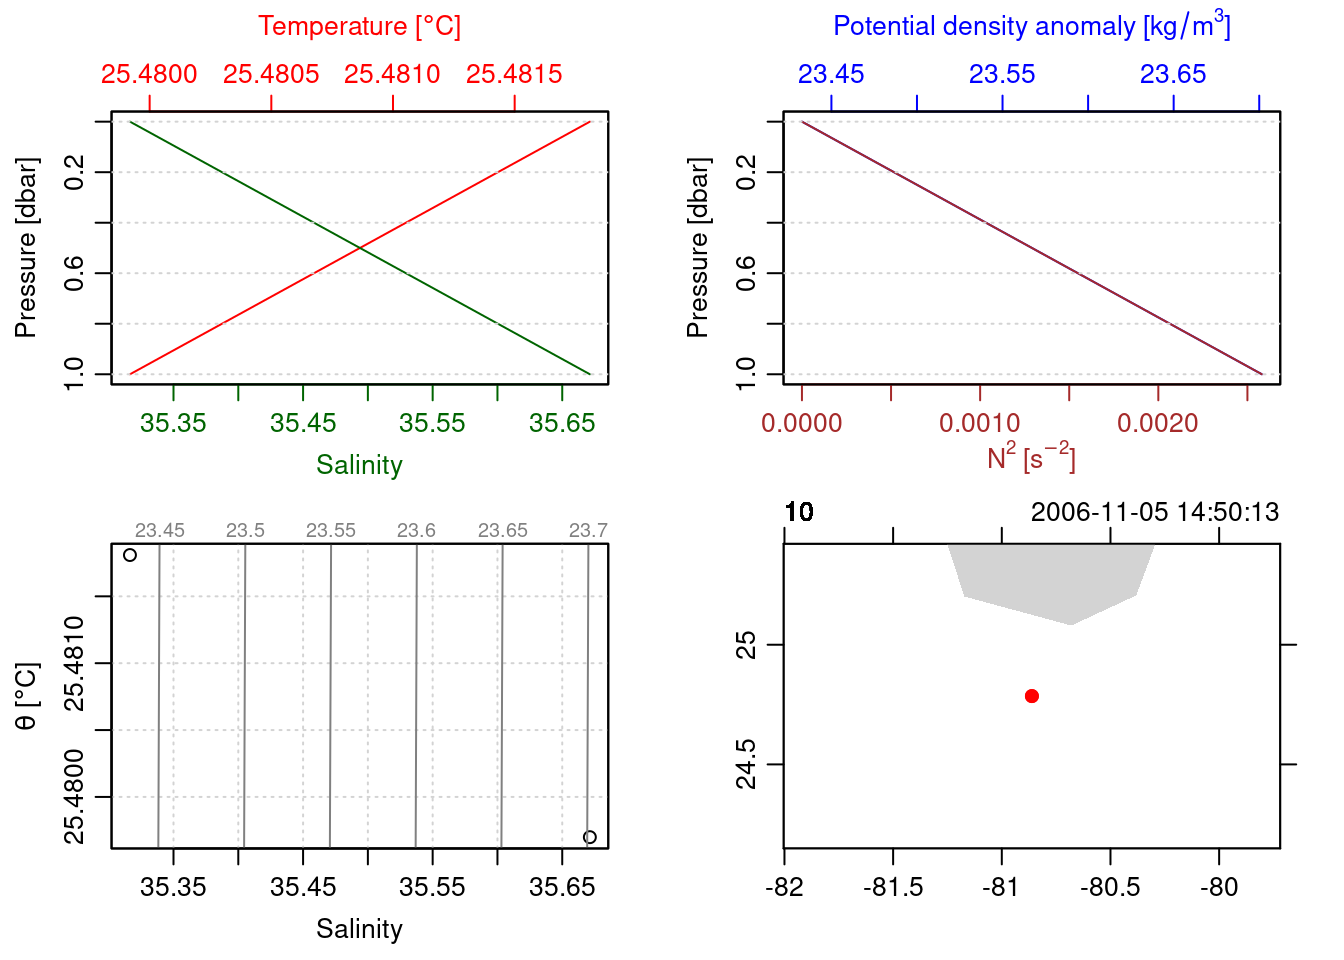 Temperature [°C]
25.4800 25.4805 25.4810 25.4815
Pressure [dbar]
0.2
0.6
1.0
35.35 35.45 35.55 35.65
Salinity
Potential density anomaly [kg/m³]
23.45 23.55 23.65
Pressure [dbar]
0.2
0.6
1.0
0.0000 0.0010 0.0020
N² [s⁻²]
23.45 23.5 23.55 23.6 23.65 23.7
θ [°C]
25.4810
25.4800
35.35 35.45 35.55 35.65
Salinity
10 2006-11-05 14:50:13
25
24.5
-82 -81.5 -81 -80.5 -80